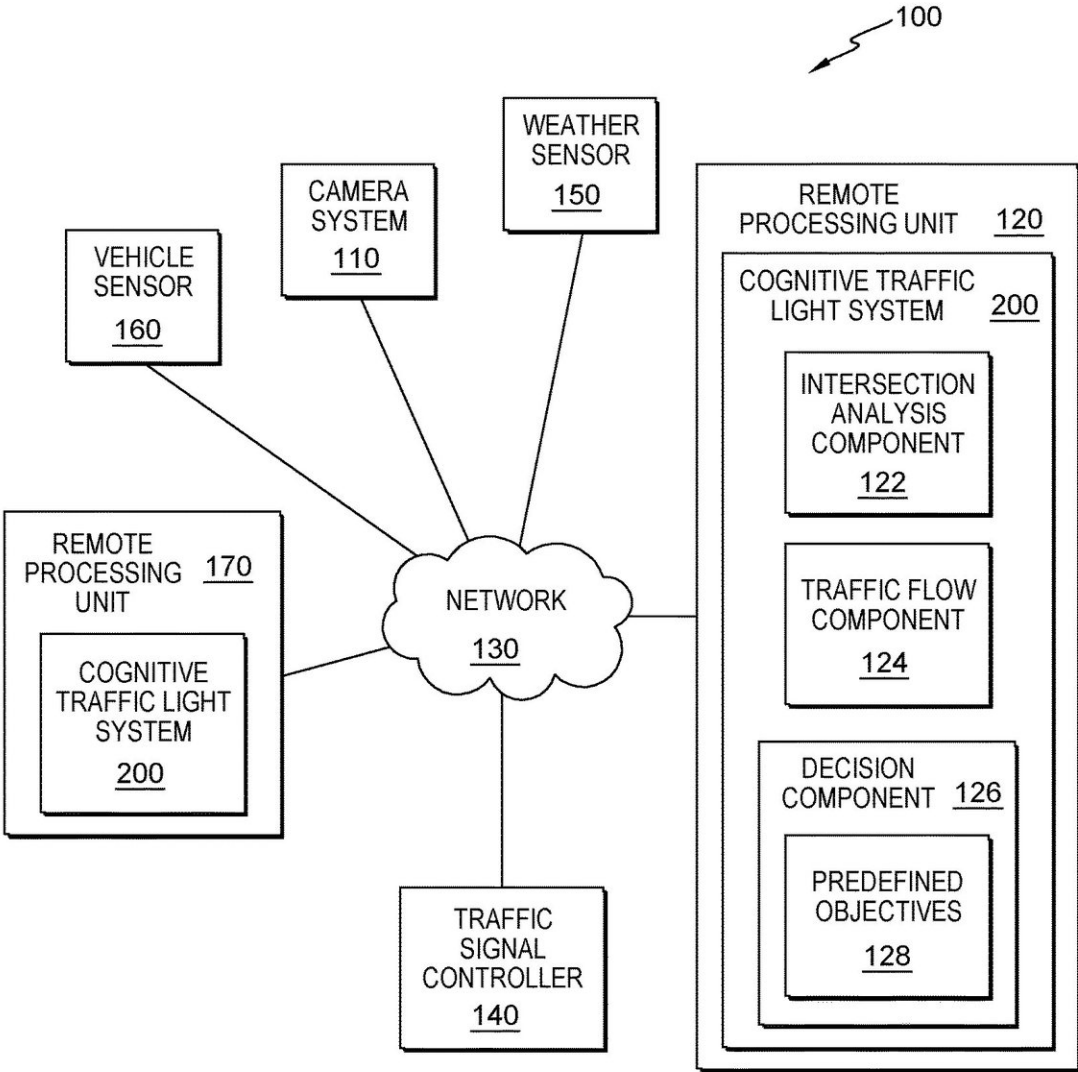 100
WEATHER
SENSOR
150
CAMERA
SYSTEM
110
VEHICLE
SENSOR
160
REMOTE
PROCESSING UNIT 120
COGNITIVE TRAFFIC
LIGHT SYSTEM 200
INTERSECTION
ANALYSIS
COMPONENT
122
TRAFFIC FLOW
COMPONENT
124
DECISION
COMPONENT 126
PREDEFINED
OBJECTIVES
128
REMOTE
PROCESSING 170
UNIT
COGNITIVE
TRAFFIC LIGHT
SYSTEM
200
NETWORK
130
TRAFFIC
SIGNAL
CONTROLLER
140